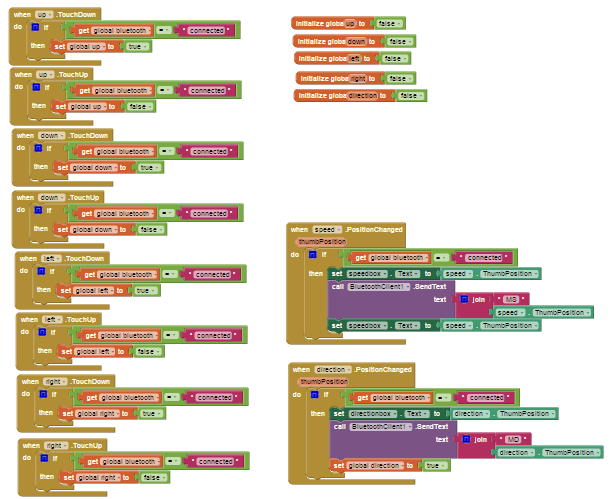 when up .TouchDown
do if get global bluetooth = " connected "
then set global up to true
when up .TouchUp
do if get global bluetooth = " connected "
then set global up to false
when down .TouchDown
do if get global bluetooth = " connected "
then set global down to true
when down .TouchUp
do if get global bluetooth = " connected "
then set global down to false
when left .TouchDown
do if get global bluetooth = " connected "
then set global left to true
when left .TouchUp
do if get global bluetooth = " connected "
then set global left to false
when right .TouchDown
do if get global bluetooth = " connected "
then set global right to true
when right .TouchUp
do if get global bluetooth = " connected "
then set global right to false
initialize global up to false
initialize global down to false
initialize global left to false
initialize global right to false
initialize global direction to false
when speed .PositionChanged
thumbPosition
do if get global bluetooth = " connected "
then set speedbox . Text to speed . ThumbPosition
call BluetoothClient1 .SendText
text join " MS "
speed . ThumbPosition
set speedbox . Text to speed . ThumbPosition
when direction .PositionChanged
thumbPosition
do if get global bluetooth = " connected "
then set directionbox . Text to direction . ThumbPosition
call BluetoothClient1 .SendText
text join " MD "
direction . ThumbPosition
set global direction to true